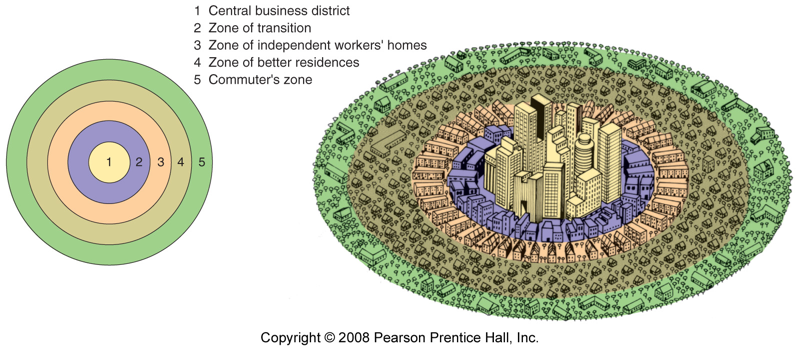 1 Central business district
2 Zone of transition
3 Zone of independent workers' homes
4 Zone of better residences
5 Commuter's zone
1 2 3 4 5
Copyright © 2008 Pearson Prentice Hall, Inc.